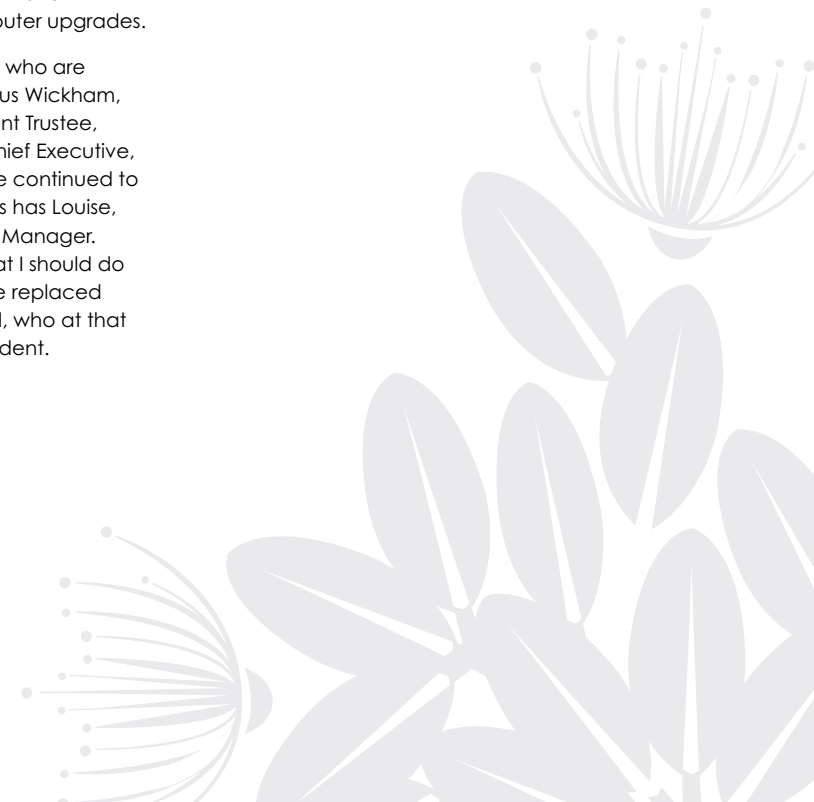 outer upgrades.
who are
us Wickham,
nt Trustee,
hief Executive,
e continued to
s has Louise,
Manager.
at I should do
e replaced
, who at that
dent.